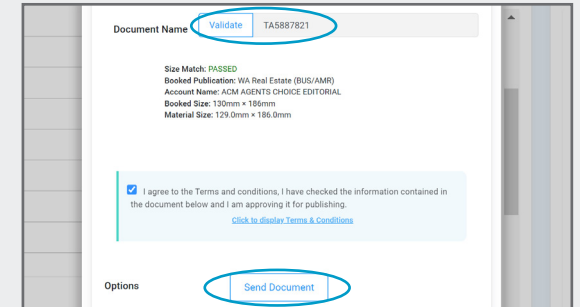 Document Name Validate TA5887821
Size Match: PASSED
Booked Publication: WA Real Estate (BUS/AMR)
Account Name: ACM AGENTS CHOICE EDITORIAL
Booked Size: 130mm × 186mm
Material Size: 129.0mm × 186.0mm
I agree to the Terms and conditions, I have checked the information contained in
the document below and I am approving it for publishing.
Click to display Terms & Conditions
Options Send Document